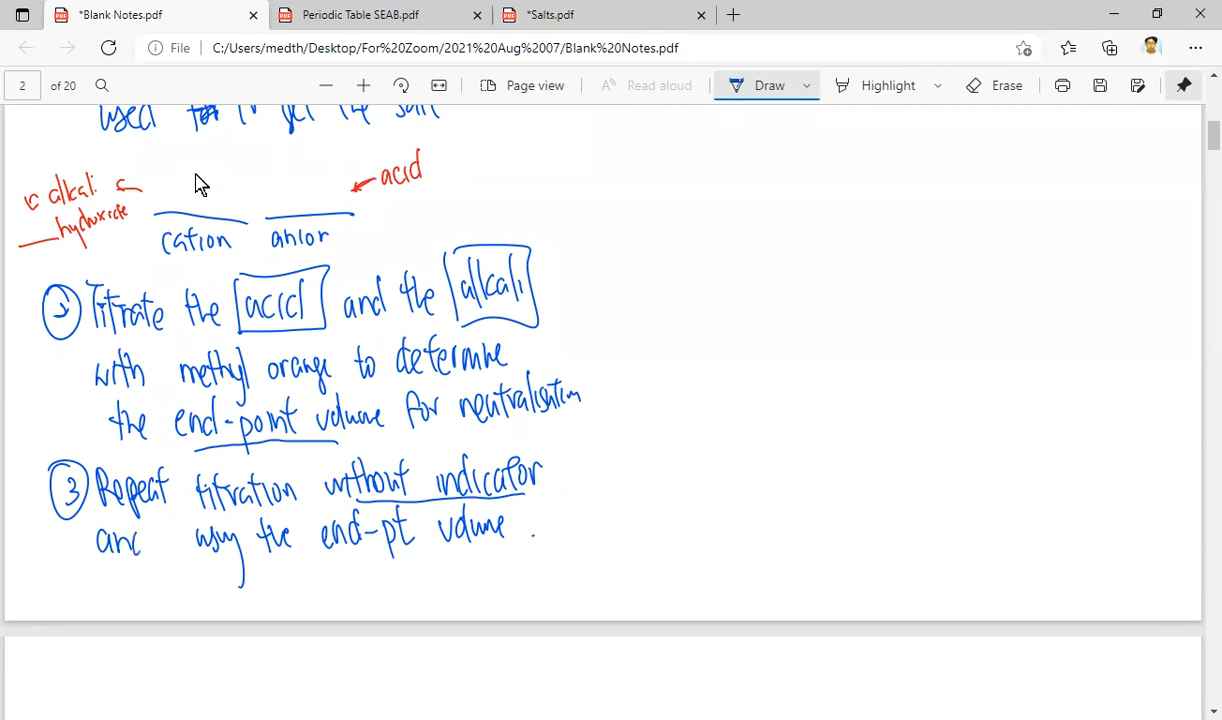 *Blank Notes.pdf
Periodic Table SEAB.pdf
*Salts.pdf
File C:/Users/medth/Desktop/For%20Zoom/2021%20Aug%2007/Blank%20Notes.pdf
2 of 20
Page view
Read aloud
Draw
Highlight
Erase
used to get the salt
alkali
hydroxide
acid
cation anion
② Titrate the acid and the alkali
with methyl orange to determine
the end-point volume for neutralisation
③ Repeat titration without indicator
and using the end-pt volume.